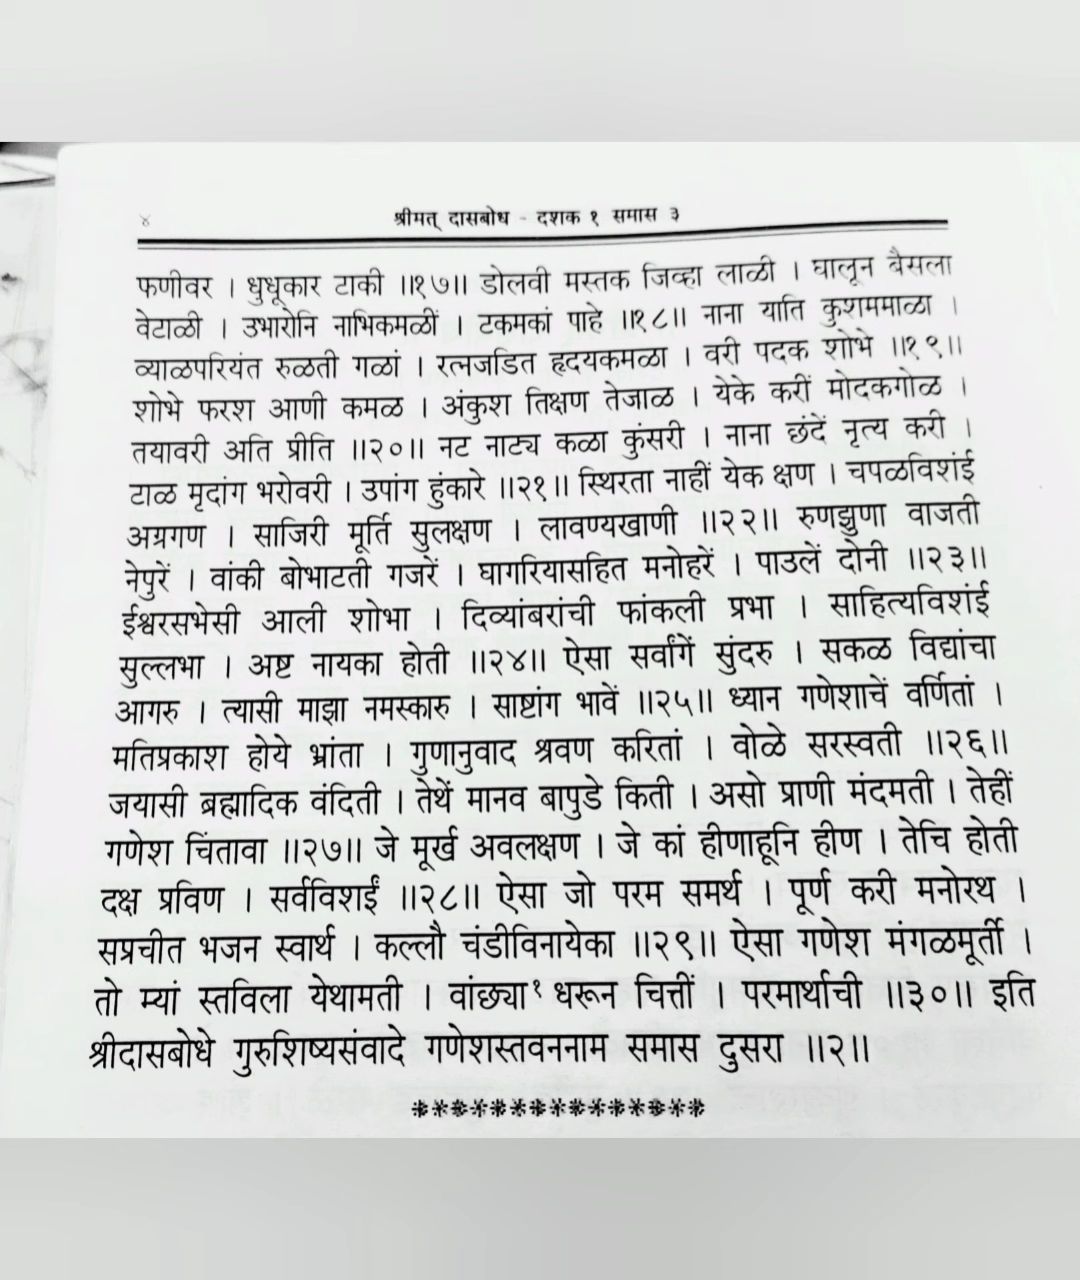 ४
श्रीमत् दासबोध - दशक १ समास ३
फणीवर । धुधूकार टाकी ॥१७॥ डोलवी मस्तक जिव्हा लाळी । घालून बैसला
वेटाळी । उभारोनि नाभिकमळीं । टकमकां पाहे ॥१८॥ नाना याति कुशममाळा ।
व्याळपरियंत रुळती गळां । रत्नजडित हृदयकमळा । वरी पदक शोभे ॥१९॥
शोभे फरश आणी कमळ । अंकुश तिक्षण तेजाळ । येके करीं मोदकगोळ ।
तयावरी अति प्रीति ॥२०॥ नट नाट्य कळा कुंसरी । नाना छंदें नृत्य करी ।
टाळ मृदांग भरोवरी । उपांग हुंकारे ॥२१॥ स्थिरता नाहीं येक क्षण । चपळविशंई
अग्रगण । साजिरी मूर्ति सुलक्षण । लावण्यखाणी ॥२२॥ रुणझुणा वाजती
नेपुरें । वांकी बोभाटती गजरें । घागरियासहित मनोहरें । पाउलें दोनी ॥२३॥
ईश्वरसभेसी आली शोभा । दिव्यांबरांची फांकली प्रभा । साहित्यविशंई
सुल्लभा । अष्ट नायका होती ॥२४॥ ऐसा सर्वांगें सुंदरु । सकळ विद्यांचा
आगरु । त्यासी माझा नमस्कारु । साष्टांग भावें ॥२५॥ ध्यान गणेशाचें वर्णितां ।
मतिप्रकाश होये भ्रांता । गुणानुवाद श्रवण करितां । वोळे सरस्वती ॥२६॥
जयासी ब्रह्मादिक वंदिती । तेथें मानव बापुडे किती । असो प्राणी मंदमती । तेहीं
गणेश चिंतावा ॥२७॥ जे मूर्ख अवलक्षण । जे कां हीणाहूनि हीण । तेचि होती
दक्ष प्रविण । सर्वविशईं ॥२८॥ ऐसा जो परम समर्थ । पूर्ण करी मनोरथ ।
सप्रचीत भजन स्वार्थ । कल्लौ चंडीविनायेका ॥२९॥ ऐसा गणेश मंगळमूर्ती ।
तो म्यां स्तविला येथामती । वांछ्या१ धरून चित्तीं । परमार्थाची ॥३०॥ इति
श्रीदासबोधे गुरुशिष्यसंवादे गणेशस्तवननाम समास दुसरा ॥२॥
***************